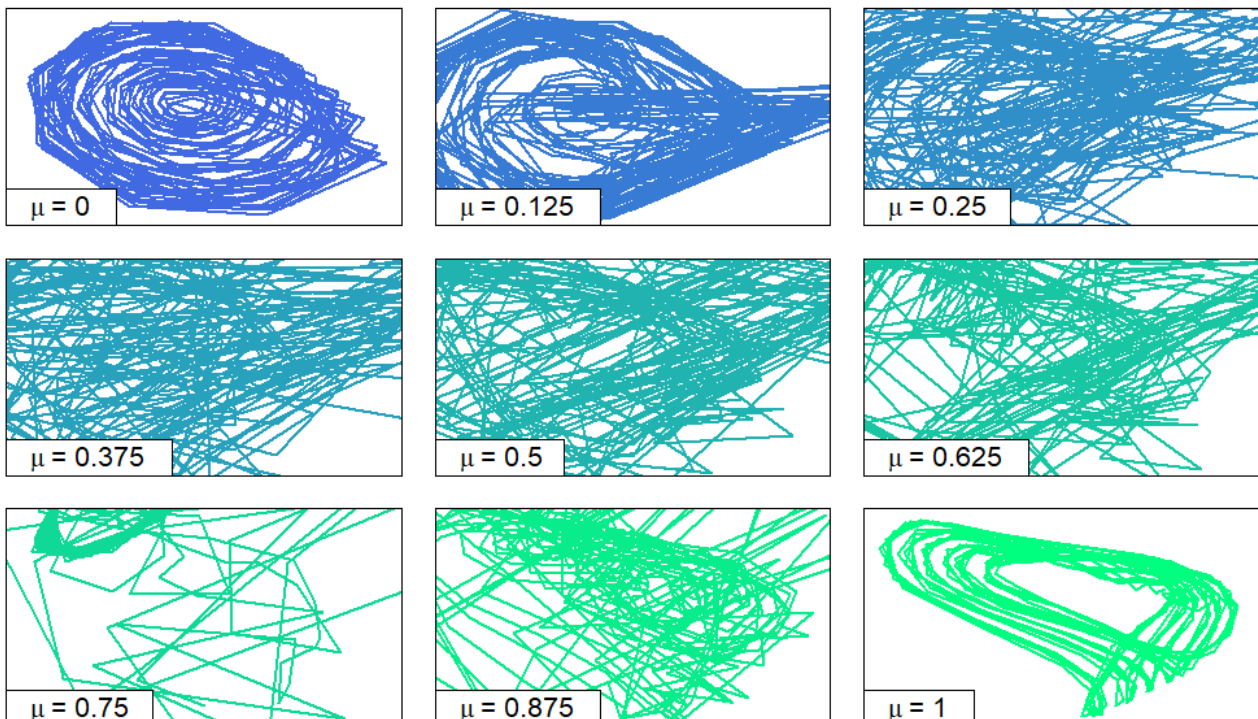 μ = 0
μ = 0.125
μ = 0.25
μ = 0.375
μ = 0.5
μ = 0.625
μ = 0.75
μ = 0.875
μ = 1